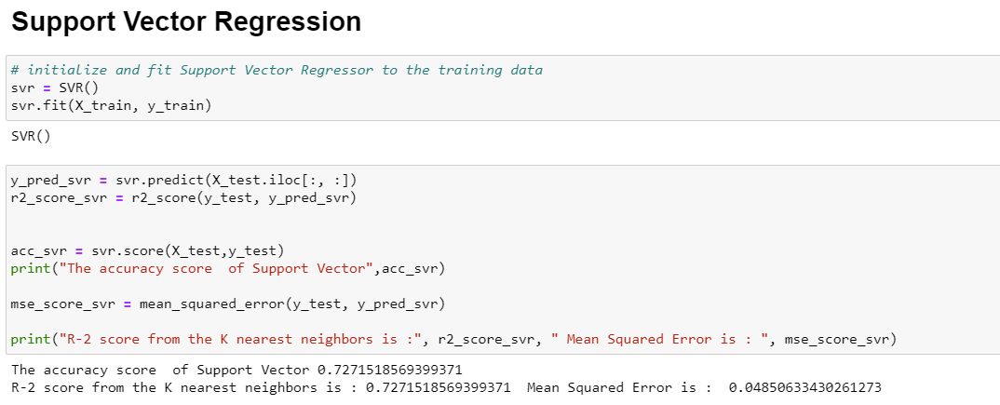 Support Vector Regression
# initialize and fit Support Vector Regressor to the training data
svr = SVR()
svr.fit(X_train, y_train)
SVR()
y_pred_svr = svr.predict(X_test.iloc[:, :])
r2_score_svr = r2_score(y_test, y_pred_svr)
acc_svr = svr.score(X_test,y_test)
print("The accuracy score  of Support Vector",acc_svr)
mse_score_svr = mean_squared_error(y_test, y_pred_svr)
print("R-2 score from the K nearest neighbors is :", r2_score_svr, " Mean Squared Error is : ", mse_score_svr)
The accuracy score  of Support Vector 0.7271518569399371
R-2 score from the K nearest neighbors is : 0.7271518569399371  Mean Squared Error is :  0.04850633430261273